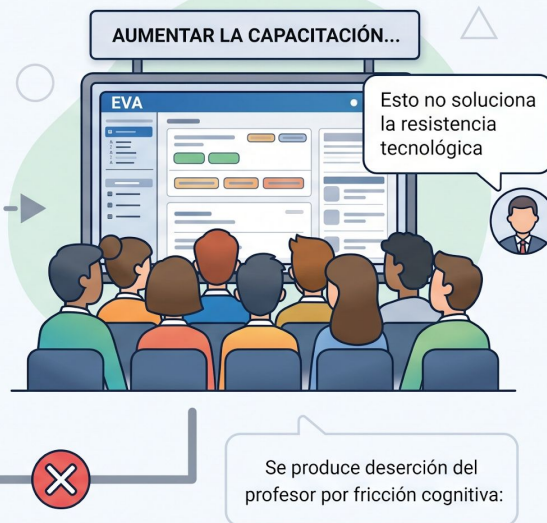 AUMENTAR LA CAPACITACIÓN...
EVA
Esto no soluciona
la resistencia
tecnológica
Se produce deserción del
profesor por fricción cognitiva: